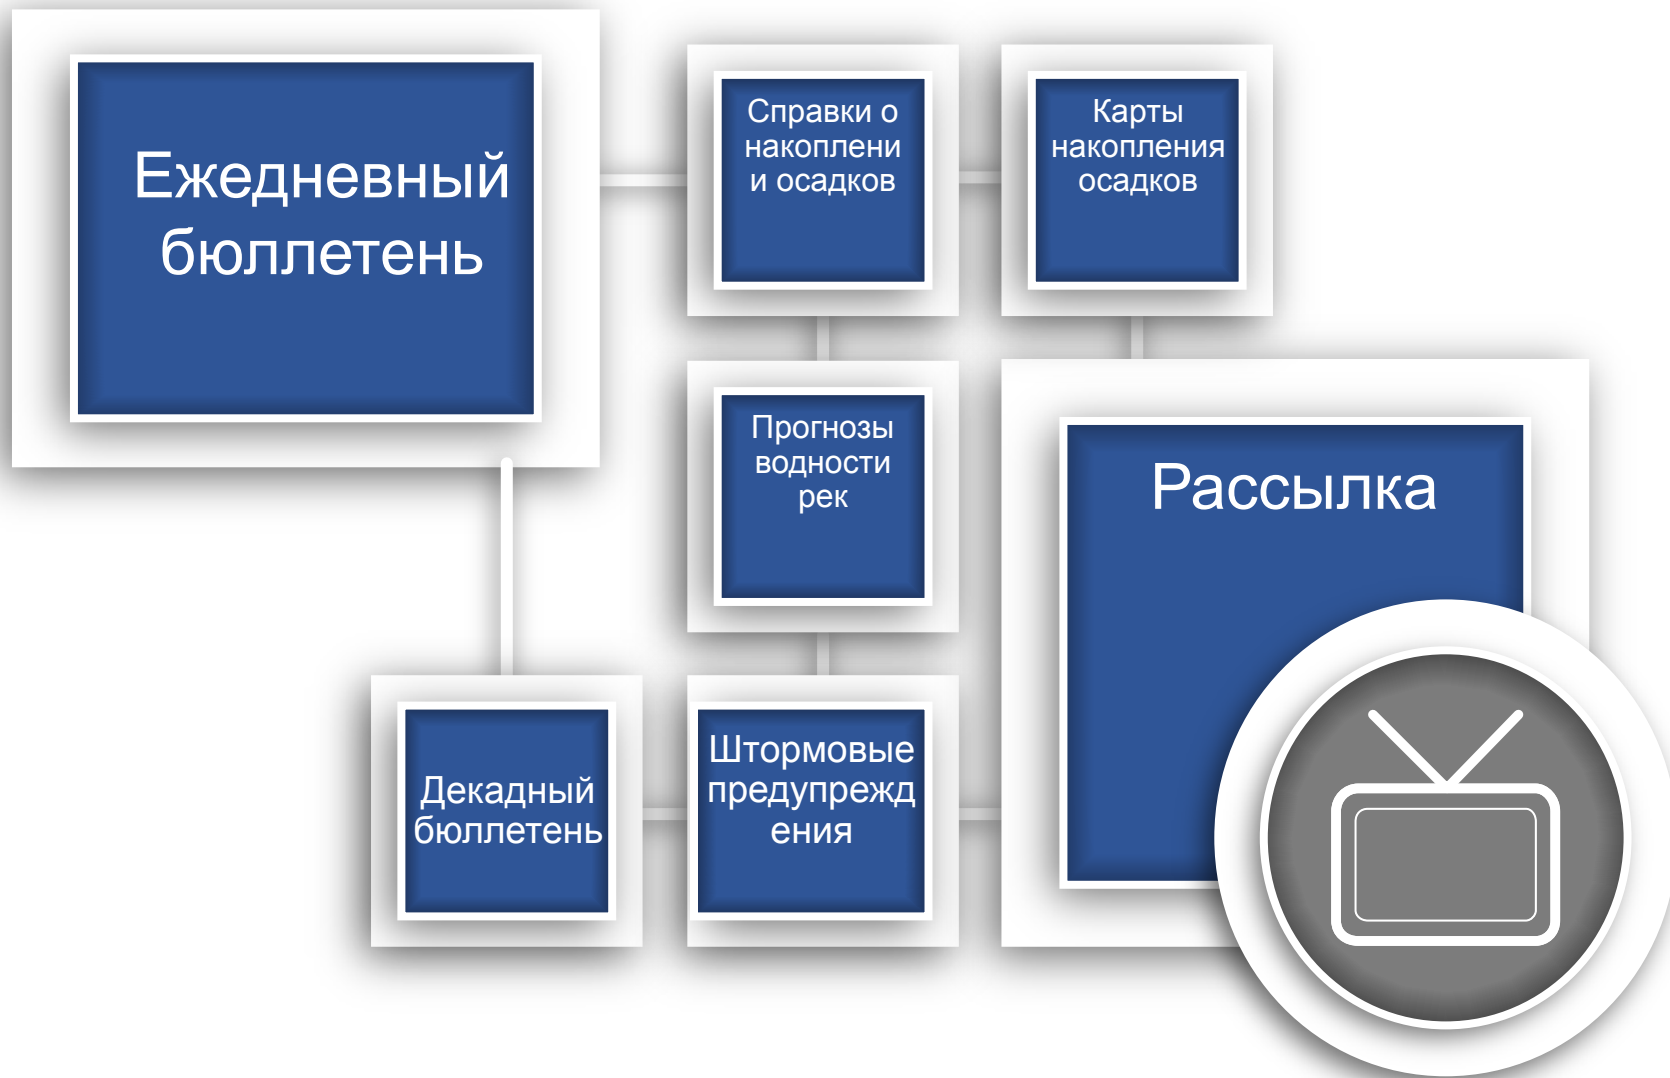 Ежедневный
бюллетень
Справки о
накоплени
и осадков
Карты
накопления
осадков
Прогнозы
водности
рек
Рассылка
Декадный
бюллетень
Штормовые
предупрежд
ения